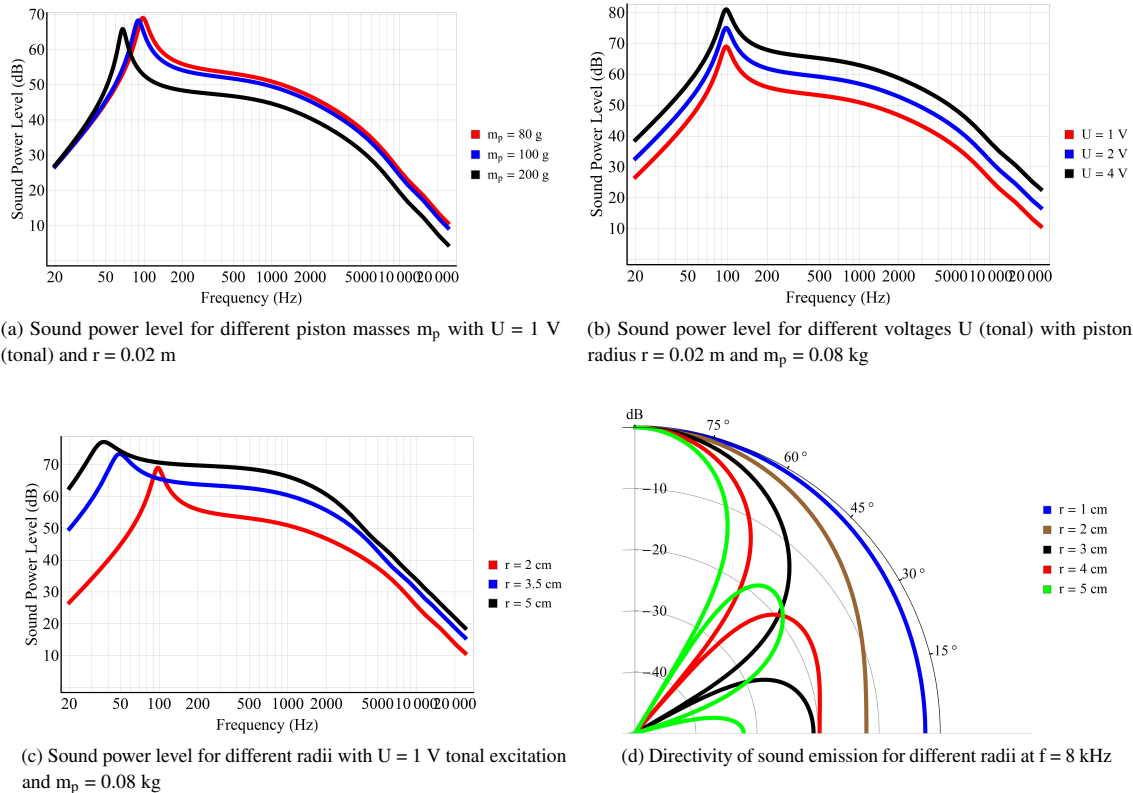 70
60
50
40
30
20
10
Sound Power Level (dB)
20 50 100 200 500 1000 2000 5000 10 000 20 000
Frequency (Hz)
m_p = 80 g
m_p = 100 g
m_p = 200 g
(a) Sound power level for different piston masses m_p with U = 1 V
(tonal) and r = 0.02 m
80
70
60
50
40
30
20
10
Sound Power Level (dB)
20 50 100 200 500 1000 2000 5000 10 000 20 000
Frequency (Hz)
U = 1 V
U = 2 V
U = 4 V
(b) Sound power level for different voltages U (tonal) with piston
radius r = 0.02 m and m_p = 0.08 kg
70
60
50
40
30
20
10
Sound Power Level (dB)
20 50 100 200 500 1000 2000 5000 10 000 20 000
Frequency (Hz)
r = 2 cm
r = 3.5 cm
r = 5 cm
(c) Sound power level for different radii with U = 1 V tonal excitation
and m_p = 0.08 kg
dB
75 °
60 °
45 °
30 °
15 °
−10
−20
−30
−40
r = 1 cm
r = 2 cm
r = 3 cm
r = 4 cm
r = 5 cm
(d) Directivity of sound emission for different radii at f = 8 kHz